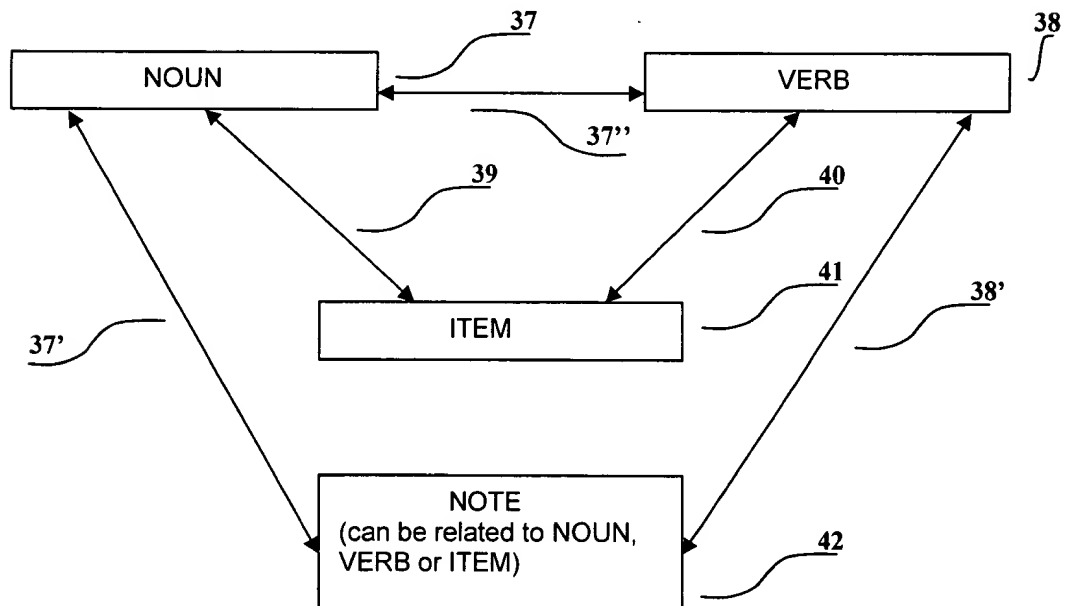 37
38
NOUN
VERB
37’’
39
40
41
ITEM
38’
37’
NOTE
(can be related to NOUN,
VERB or ITEM)
42